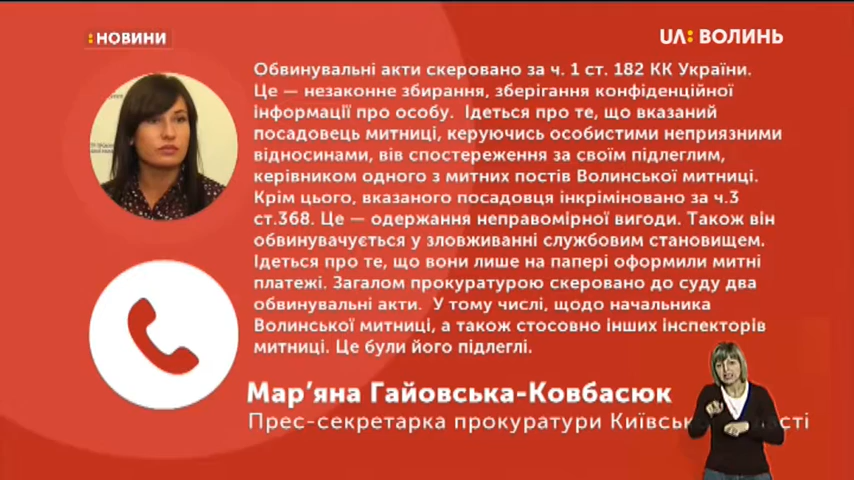 :НОВИНИ
UA: ВОЛИНЬ
Обвинувальні акти скеровано за ч. 1 ст. 182 КК України.
Це — незаконне збирання, зберігання конфіденційної
інформації про особу. Ідеться про те, що вказаний
посадовець митниці, керуючись особистими неприязними
відносинами, вів спостереження за своїм підлеглим,
керівником одного з митних постів Волинської митниці.
Крім цього, вказаного посадовця інкріміновано за ч.3
ст.368. Це — одержання неправомірної вигоди. Також він
обвинувачується у зловживанні службовим становищем.
Ідеться про те, що вони лише на папері оформили митні
платежі. Загалом прокуратурою скеровано до суду два
обвинувальні акти. У тому числі, щодо начальника
Волинської митниці, а також стосовно інших інспекторів
митниці. Це були його підлеглі.
Мар’яна Гайовська-Ковбасюк
Прес-секретарка прокуратури